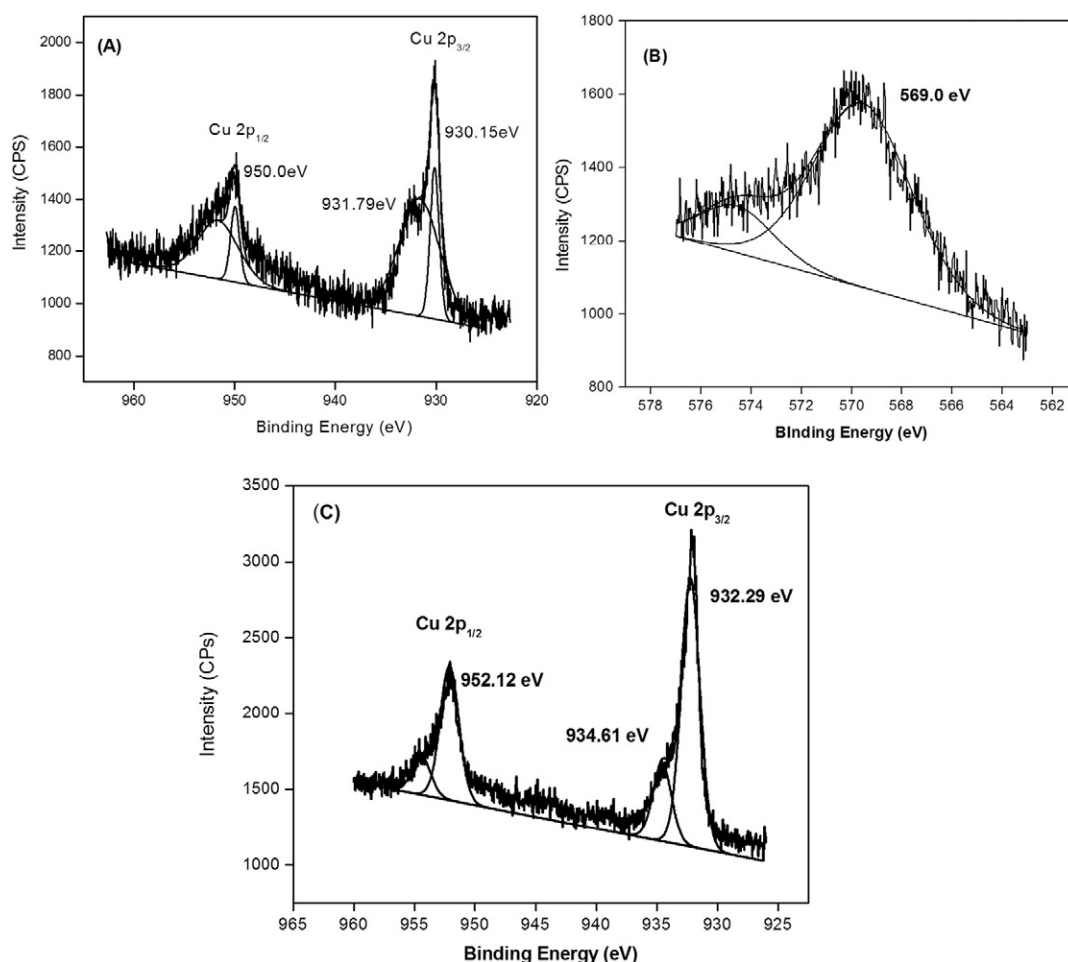 (A)
Cu 2p3/2
Cu 2p1/2
950.0eV
930.15eV
931.79eV
Intensity (CPS)
2000
1800
1600
1400
1200
1000
800
960
950
940
930
920
Binding Energy (eV)
(B)
569.0 eV
Intensity (CPS)
1800
1600
1400
1200
1000
800
578
576
574
572
570
568
566
564
562
BInding Energy (eV)
(C)
Cu 2p3/2
932.29 eV
Cu 2p1/2
952.12 eV
934.61 eV
Intensity (CPs)
3500
3000
2500
2000
1500
1000
965
960
955
950
945
940
935
930
925
Binding Energy (eV)